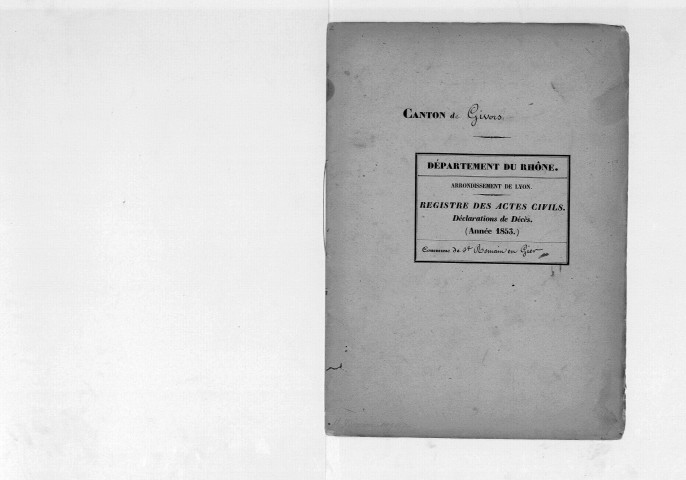 CANTON de Givors
DÉPARTEMENT DU RHÔNE.
ARRONDISSEMENT DE LYON.
REGISTRE DES ACTES CIVILS.
Déclarations de Décès.
(Année 1853.)
Commune de St Romain en Gier